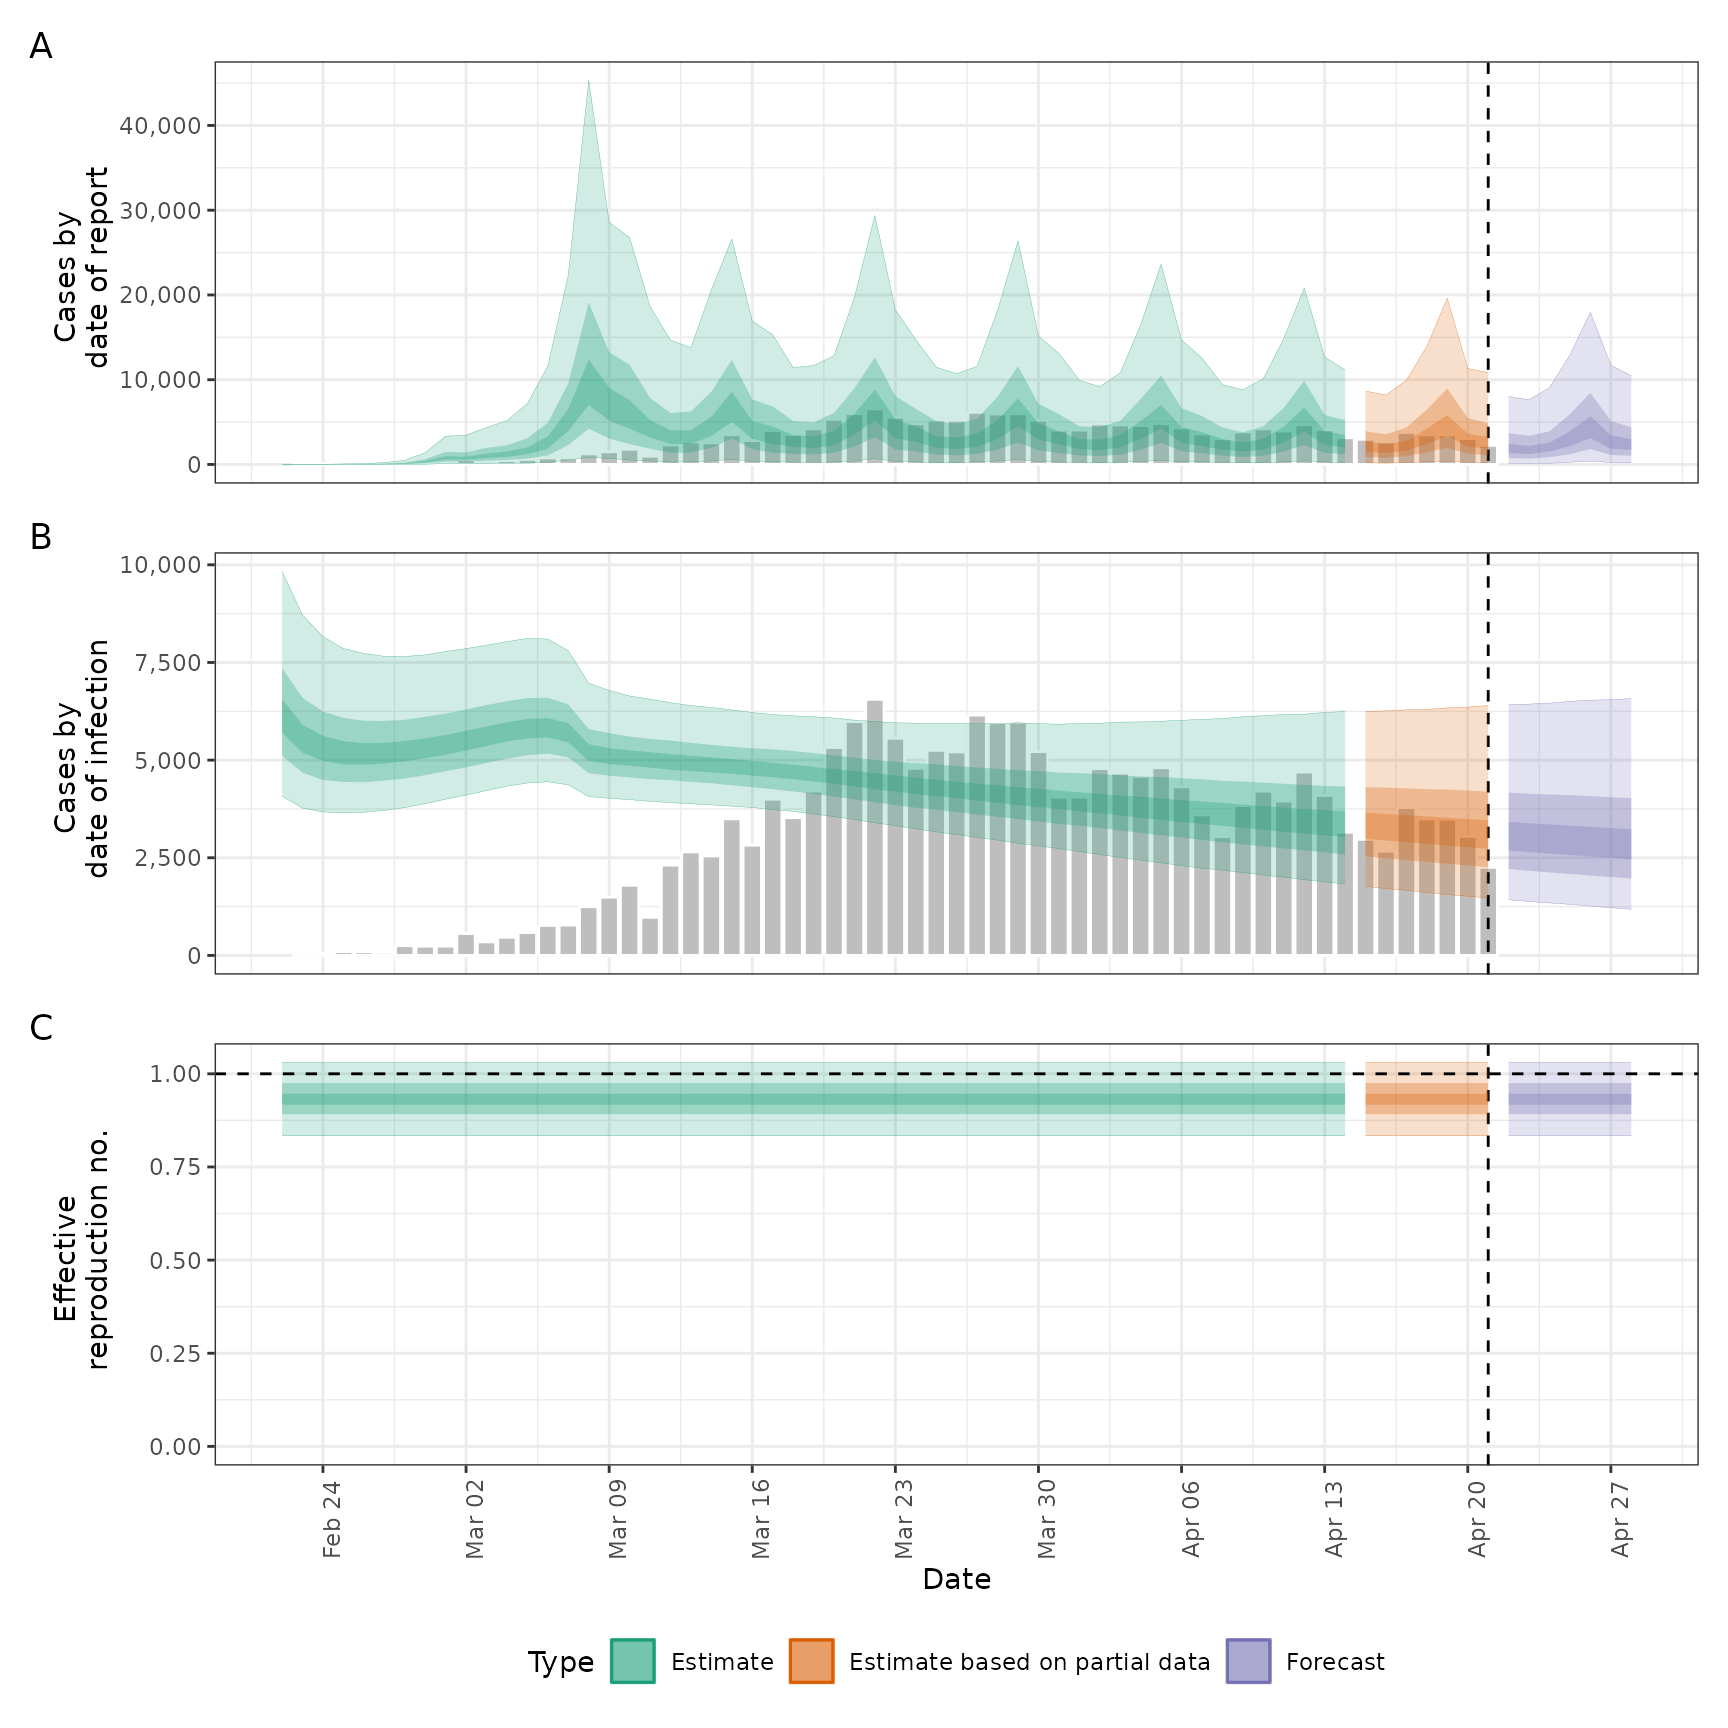 A
Cases by
date of report
40,000
30,000
20,000
10,000
0
B
Cases by
date of infection
10,000
7,500
5,000
2,500
0
C
Effective
reproduction no.
1.00
0.75
0.50
0.25
0.00
Feb 24
Mar 02
Mar 09
Mar 16
Mar 23
Mar 30
Apr 06
Apr 13
Apr 20
Apr 27
Date
Type
Estimate
Estimate based on partial data
Forecast